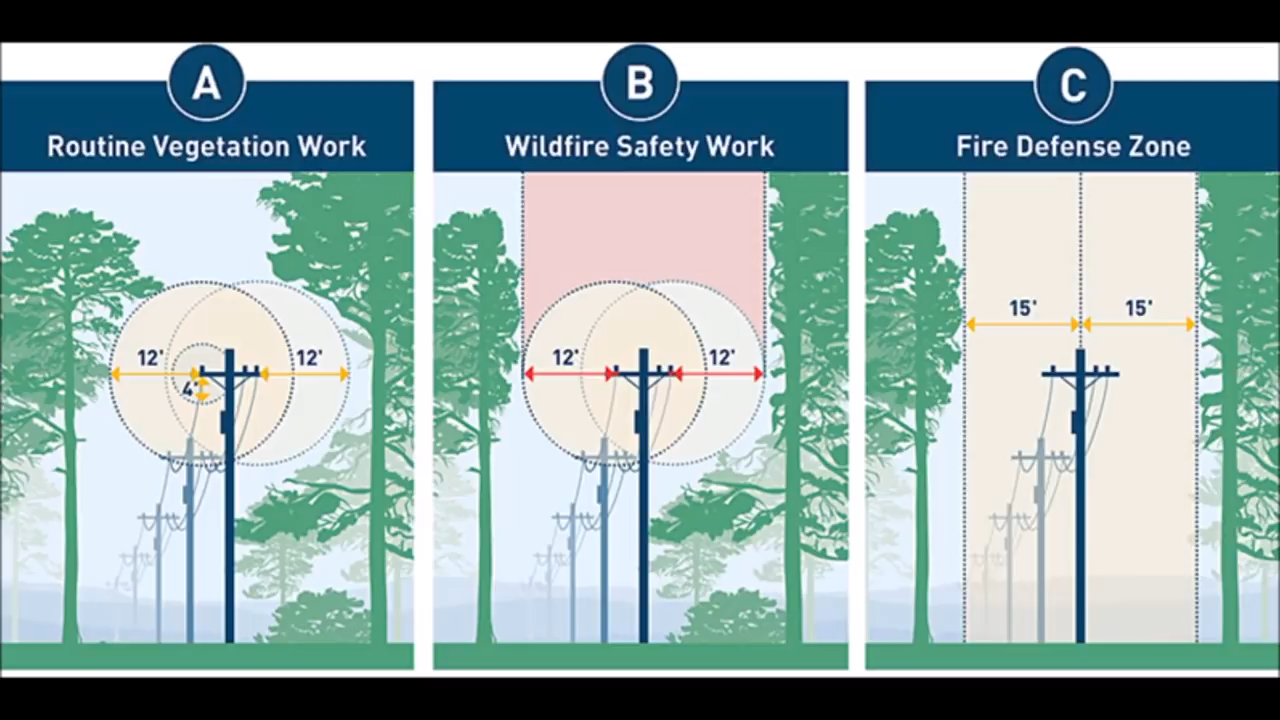 A
Routine Vegetation Work
12'
12'
4'
B
Wildfire Safety Work
12'
12'
C
Fire Defense Zone
15'
15'